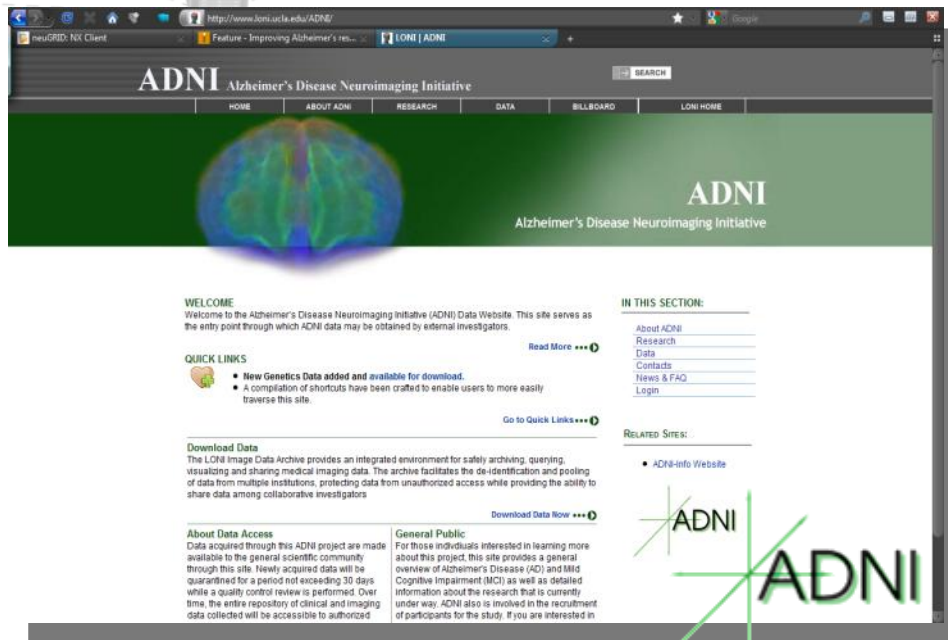 http://www.loni.ucla.edu/ADNI/
Google
neuGRID: NX Client
Feature - Improving Alzheimer's res...
LONI | ADNI
ADNI Alzheimer's Disease Neuroimaging Initiative
SEARCH
HOME
ABOUT ADNI
RESEARCH
DATA
BILLBOARD
LONI HOME
ADNI
Alzheimer's Disease Neuroimaging Initiative
WELCOME
Welcome to the Alzheimer's Disease Neuroimaging Initiative (ADNI) Data Website. This site serves as
the entry point through which ADNI data may be obtained by external investigators.
Read More
QUICK LINKS
New Genetics Data added and available for download.
A compilation of shortcuts have been crafted to enable users to more easily
traverse this site.
Go to Quick Links
Download Data
The LONI Image Data Archive provides an integrated environment for safely archiving, querying,
visualizing and sharing medical imaging data. The archive facilitates the de-identification and pooling
of data from multiple institutions, protecting data from unauthorized access while providing the ability to
share data among collaborative investigators
Download Data Now
About Data Access
Data acquired through this ADNI project are made
available to the general scientific community
through this site. Newly acquired data will be
quarantined for a period not exceeding 30 days
while a quality control review is performed. Over
time, the entire repository of clinical and imaging
data collected will be accessible to authorized
General Public
For those individuals interested in learning more
about this project, this site provides a general
overview of Alzheimer's Disease (AD) and Mild
Cognitive Impairment (MCI) as well as detailed
information about the research that is currently
under way. ADNI also is involved in the recruitment
of participants for the study. If you are interested in
IN THIS SECTION:
About ADNI
Research
Data
Contacts
News & FAQ
Login
RELATED SITES:
ADNI-Info Website
ADNI
ADNI